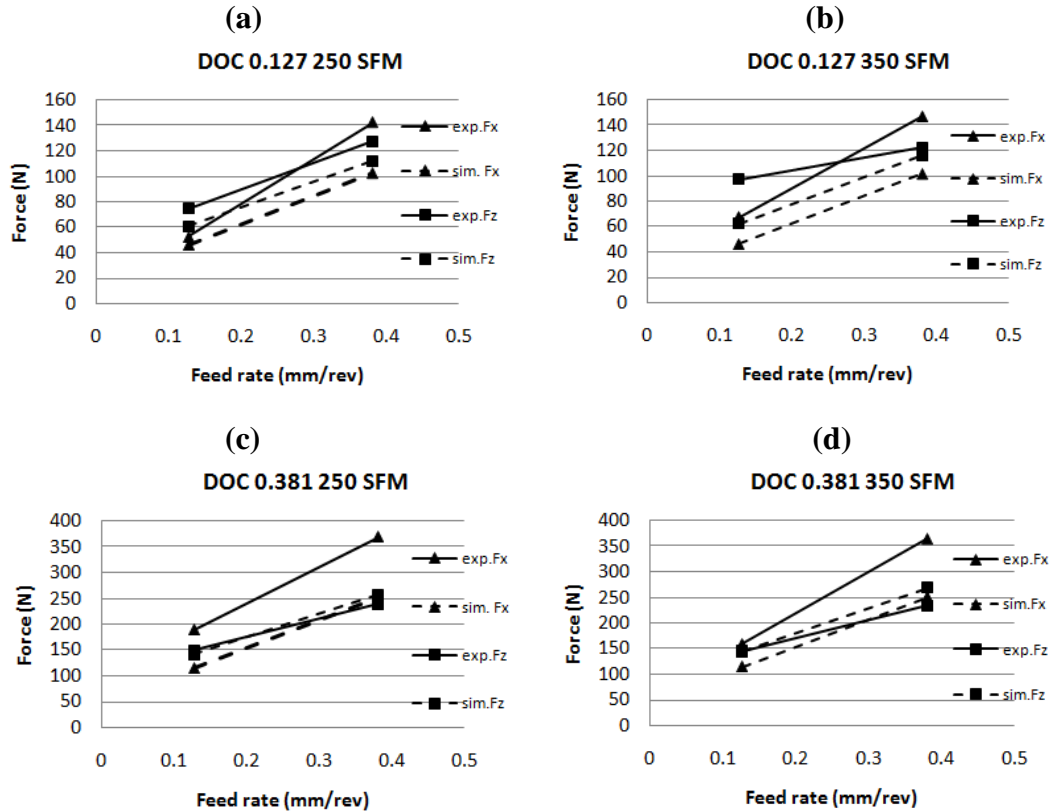 (a)
DOC 0.127 250 SFM
Force (N)
160
140
120
100
80
60
40
20
0
0 0.1 0.2 0.3 0.4 0.5
Feed rate (mm/rev)
exp.Fx
sim. Fx
exp.Fz
sim.Fz
(b)
DOC 0.127 350 SFM
Force (N)
160
140
120
100
80
60
40
20
0
0 0.1 0.2 0.3 0.4 0.5
Feed rate (mm/rev)
exp.Fx
sim.Fx
exp.Fz
sim.Fz
(c)
DOC 0.381 250 SFM
Force (N)
400
350
300
250
200
150
100
50
0
0 0.1 0.2 0.3 0.4 0.5
Feed rate (mm/rev)
exp.Fx
sim. Fx
exp.Fz
sim.Fz
(d)
DOC 0.381 350 SFM
Force (N)
400
350
300
250
200
150
100
50
0
0 0.1 0.2 0.3 0.4 0.5
Feed rate (mm/rev)
exp.Fx
sim.Fx
exp.Fz
sim.Fz